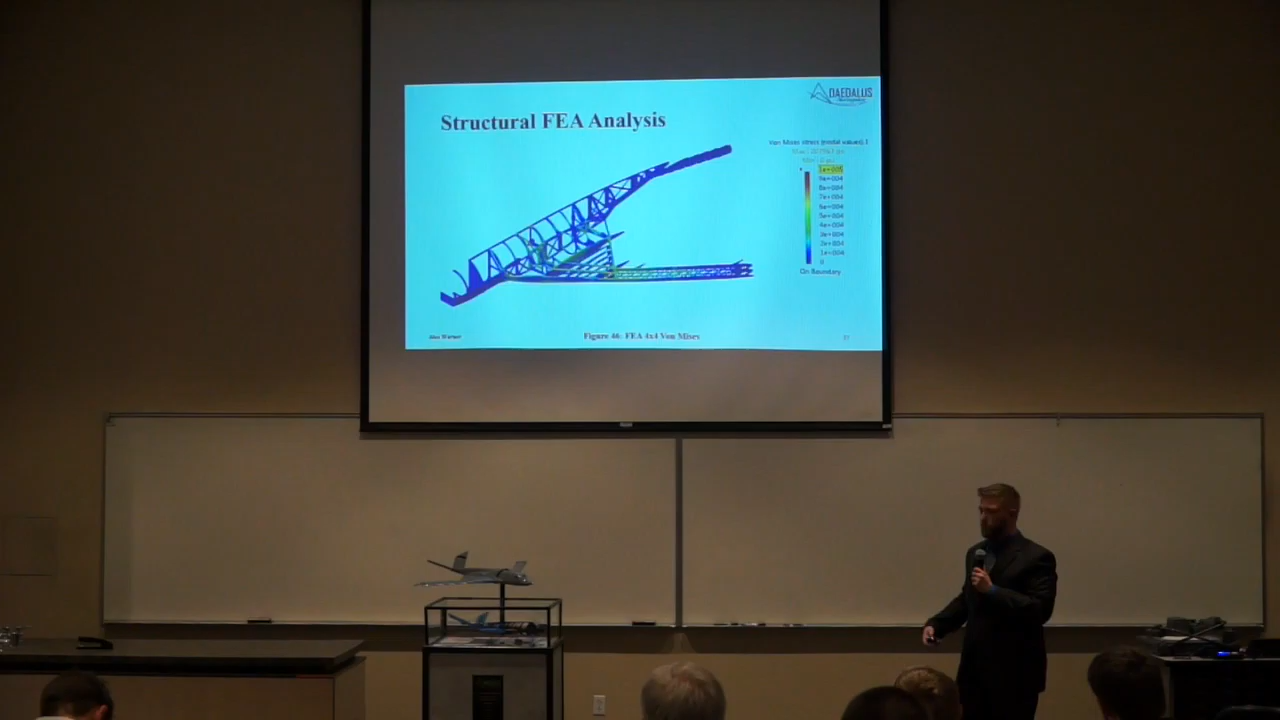 DAEDALUS
Structural FEA Analysis
Von Mises stress (nodal values).1
1e+005
9e+004
8e+004
7e+004
6e+004
5e+004
4e+004
3e+004
2e+004
1e+004
0
On Boundary
Figure 46: FEA 4x4 Von Mises